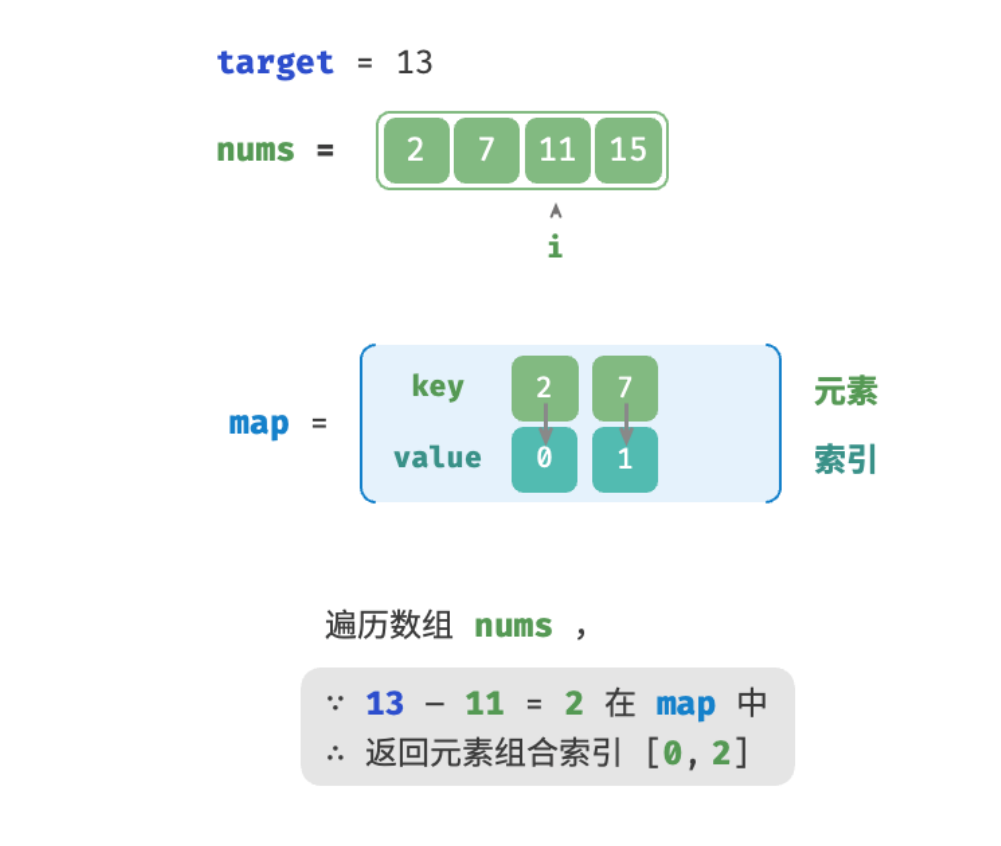 target = 13
nums = 2 7 11 15
i
key 2 7 元素
map =
value 0 1 索引
遍历数组 nums ，
∵ 13 − 11 = 2 在 map 中
∴ 返回元素组合索引 [0, 2]